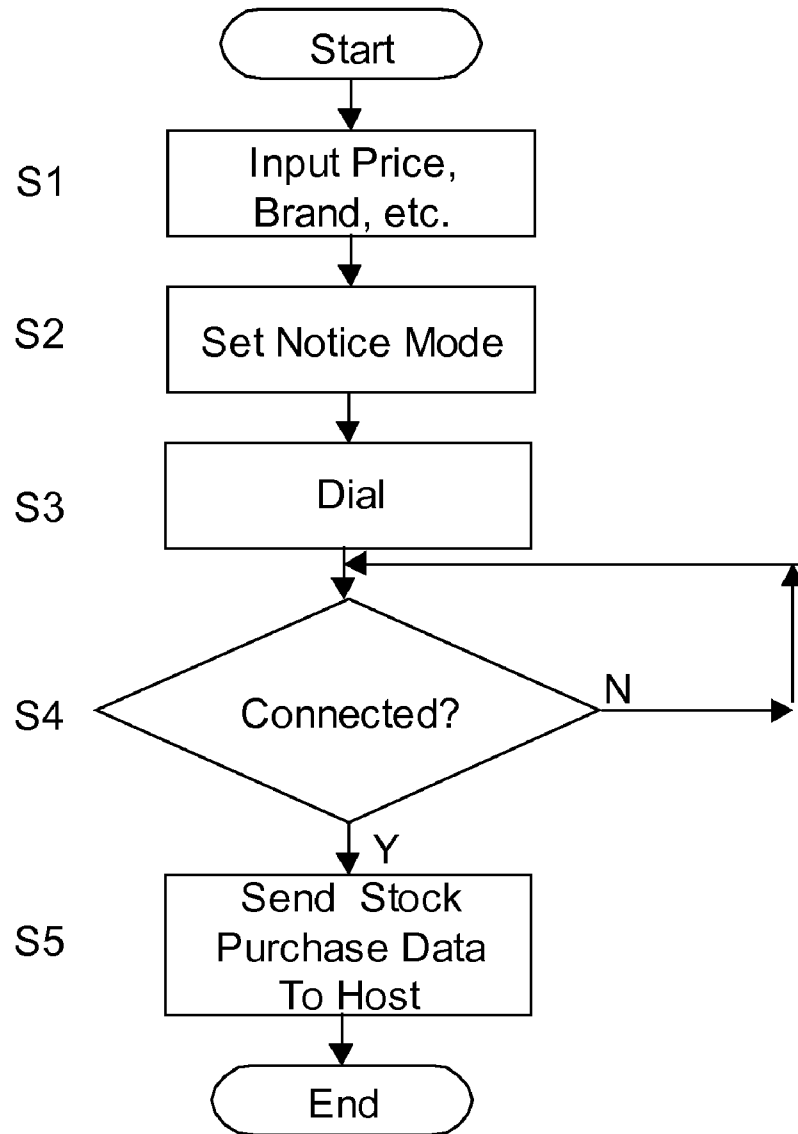 Start
S1
Input Price,
Brand, etc.
S2
Set Notice Mode
S3
Dial
S4
Connected?
N
Y
S5
Send Stock
Purchase Data
To Host
End